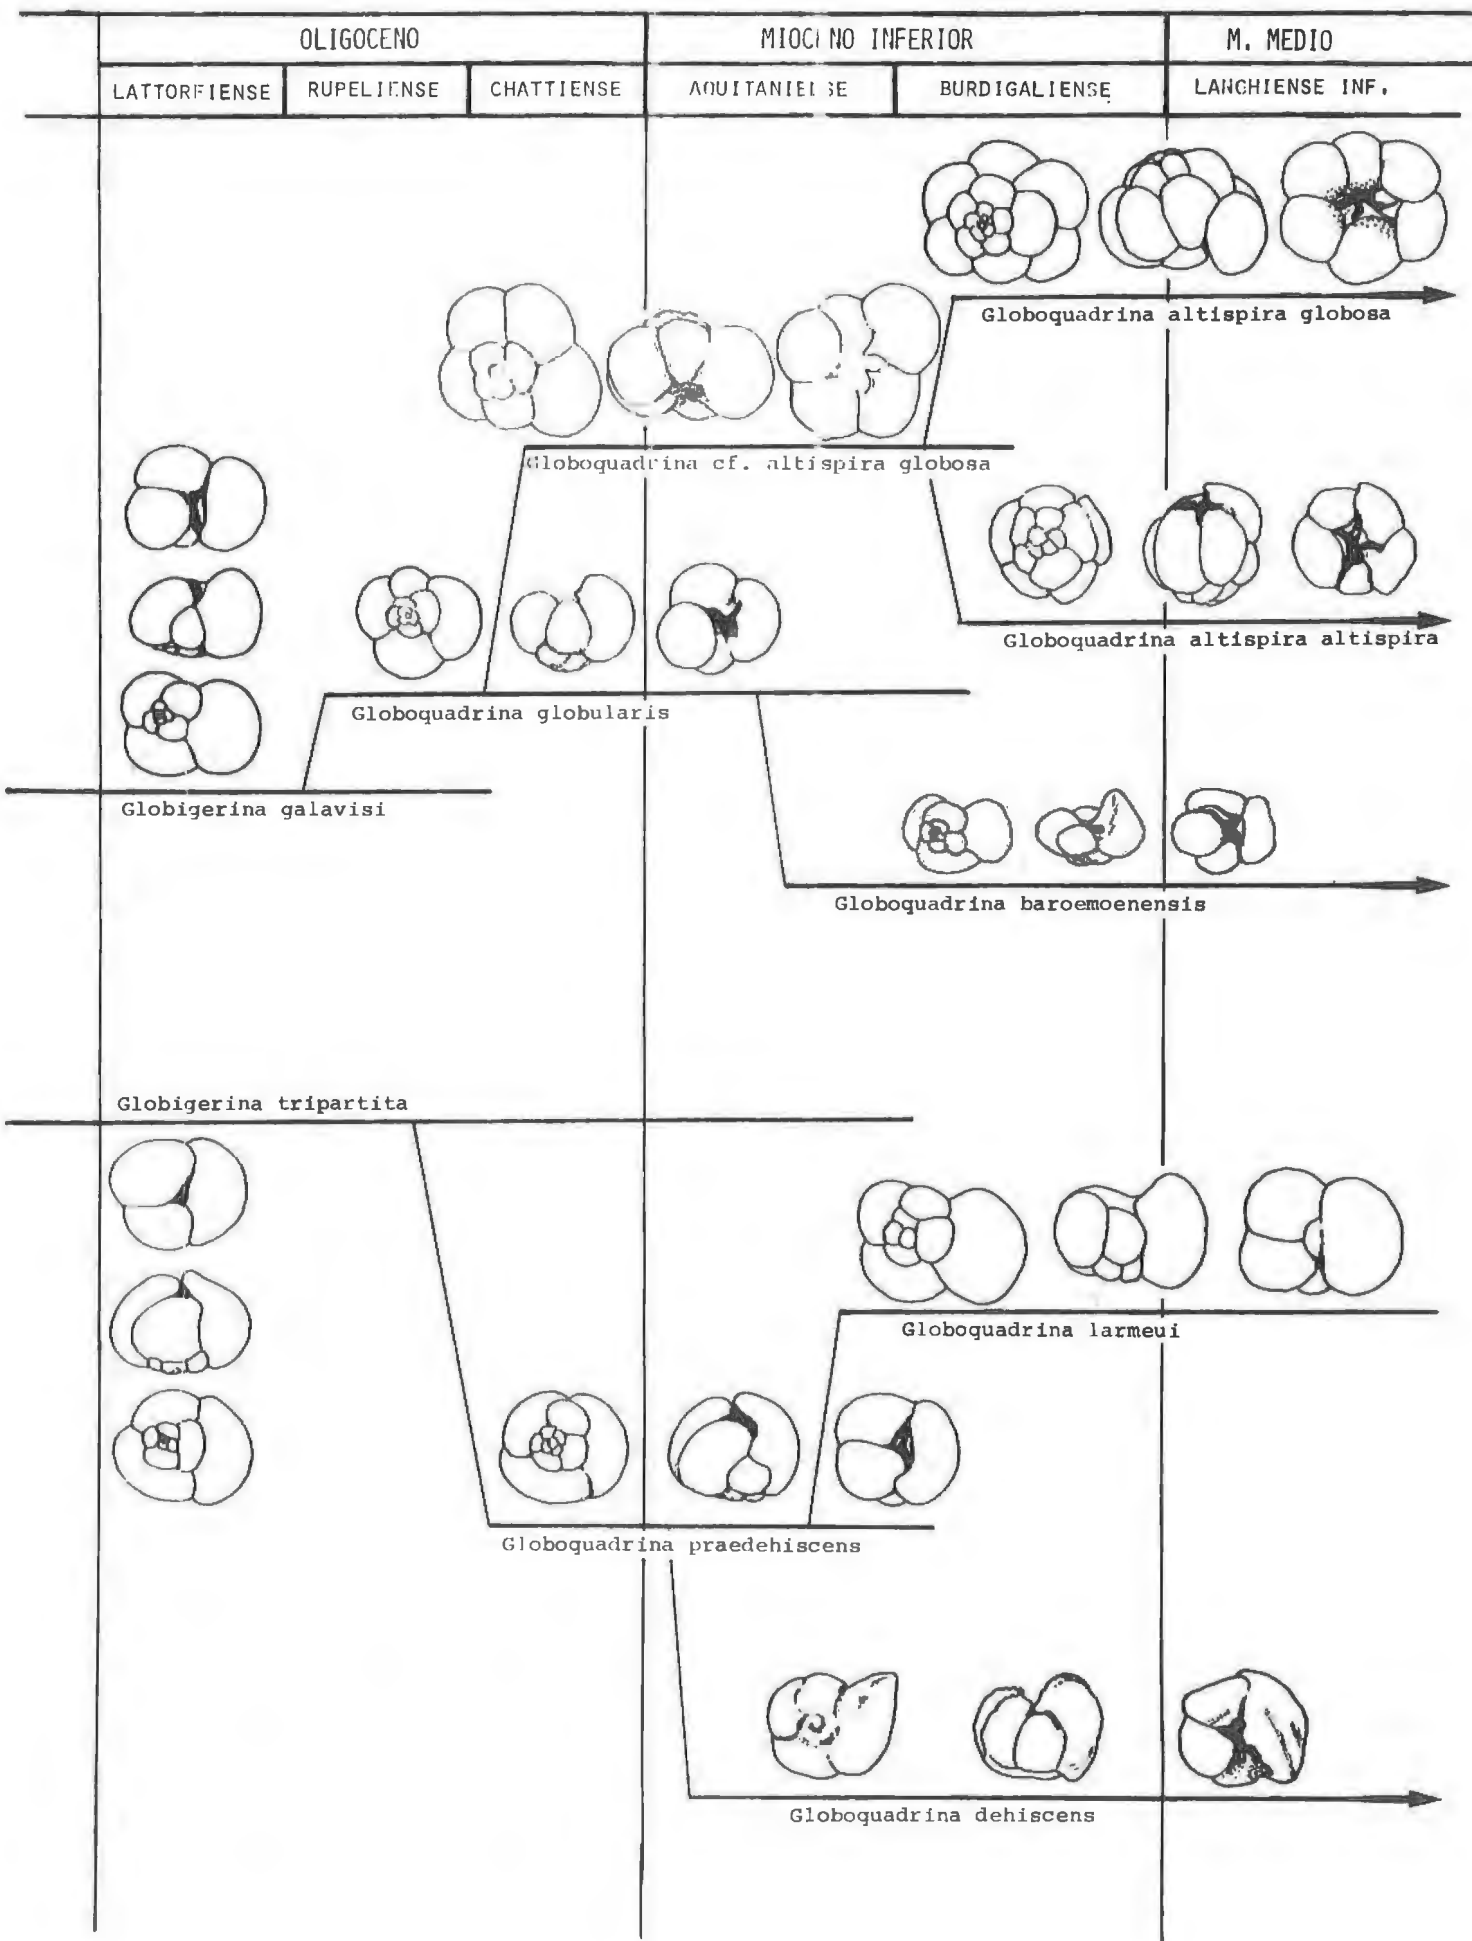 OLIGOCENO MIOCENO INFERIOR M. MEDIO
LATTORFIENSE RUPELIENSE CHATTIENSE AQUITANIENSE BURDIGALIENSE LANGHIENSE INF.
Globoquadrina altispira globosa
Globoquadrina cf. altispira globosa
Globoquadrina altispira altispira
Globoquadrina globularis
Globigerina galavisi
Globoquadrina baroemoenensis
Globigerina tripartita
Globoquadrina larmeui
Globoquadrina praedehiscens
Globoquadrina dehiscens